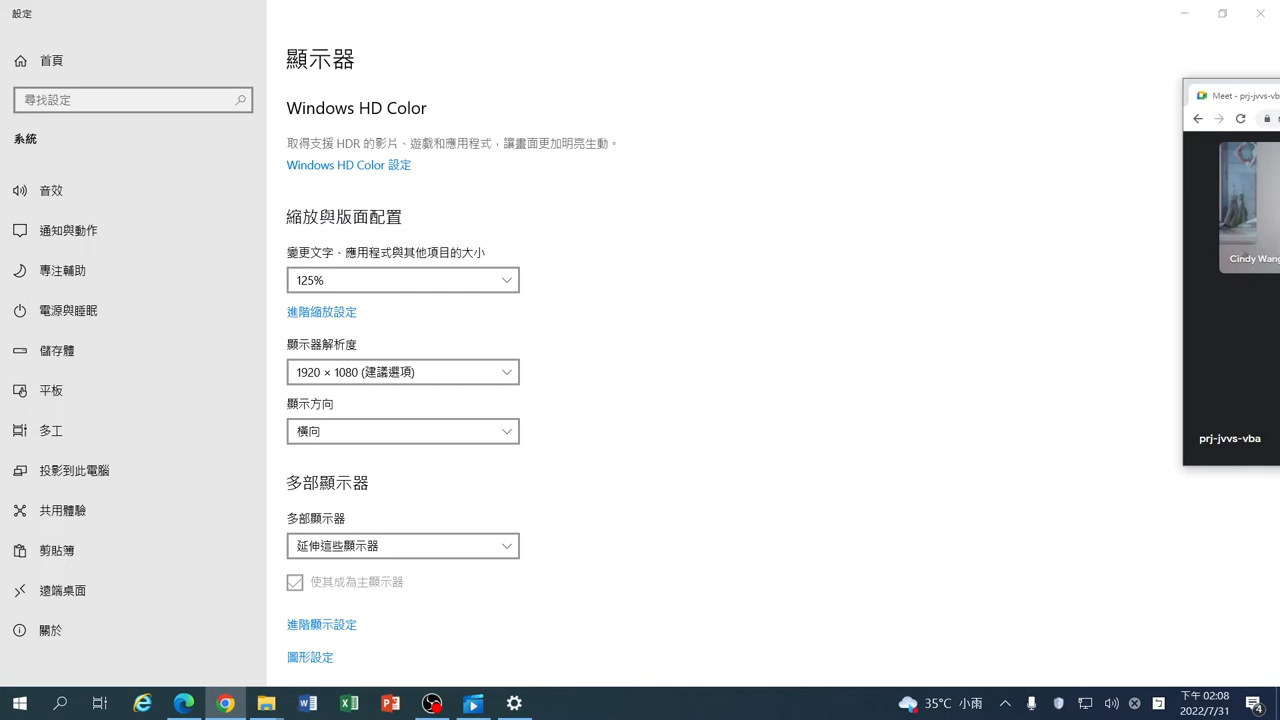 設定
首頁
尋找設定
系統
音效
通知與動作
專注輔助
電源與睡眠
儲存體
平板
多工
投影到此電腦
共用體驗
剪貼簿
遠端桌面
關於
顯示器
Windows HD Color
取得支援 HDR 的影片、遊戲和應用程式，讓畫面更加明亮生動。
Windows HD Color 設定
縮放與版面配置
變更文字、應用程式與其他項目的大小
125%
進階縮放設定
顯示器解析度
1920 × 1080 (建議選項)
顯示方向
橫向
多部顯示器
多部顯示器
延伸這些顯示器
使其成為主顯示器
進階顯示設定
圖形設定
Meet - prj-jvvs-vb
Cindy Wang
prj-jvvs-vba
35°C 小雨
下午 02:08
2022/7/31
4